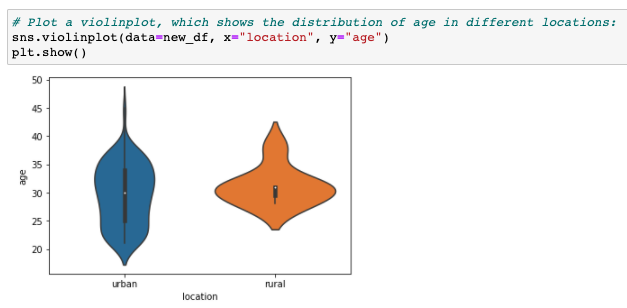 # Plot a violinplot, which shows the distribution of age in different locations:
sns.violinplot(data=new_df, x="location", y="age")
plt.show()
50
45
40
35
30
25
20
age
urban rural
location